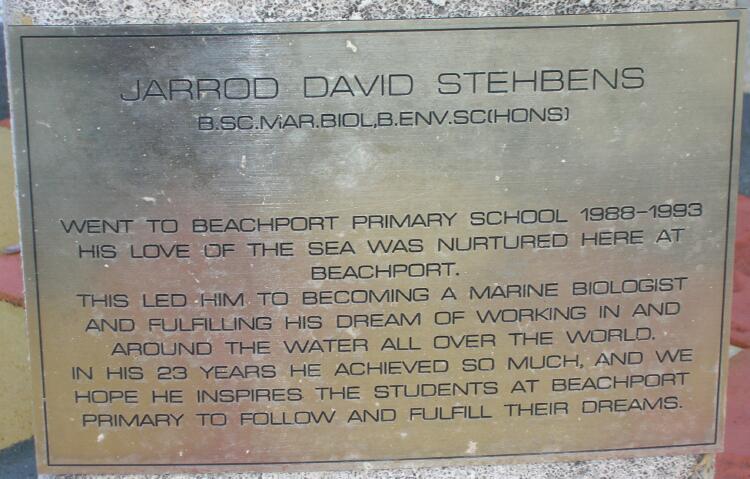 JARROD DAVID STEHBENS
B.SC.MAR.BIOL,B.ENV.SC(HONS)
WENT TO BEACHPORT PRIMARY SCHOOL 1988-1993
HIS LOVE OF THE SEA WAS NURTURED HERE AT
BEACHPORT.
THIS LED HIM TO BECOMING A MARINE BIOLOGIST
AND FULFILLING HIS DREAM OF WORKING IN AND
AROUND THE WATER ALL OVER THE WORLD.
IN HIS 23 YEARS HE ACHIEVED SO MUCH, AND WE
HOPE HE INSPIRES THE STUDENTS AT BEACHPORT
PRIMARY TO FOLLOW AND FULFILL THEIR DREAMS.